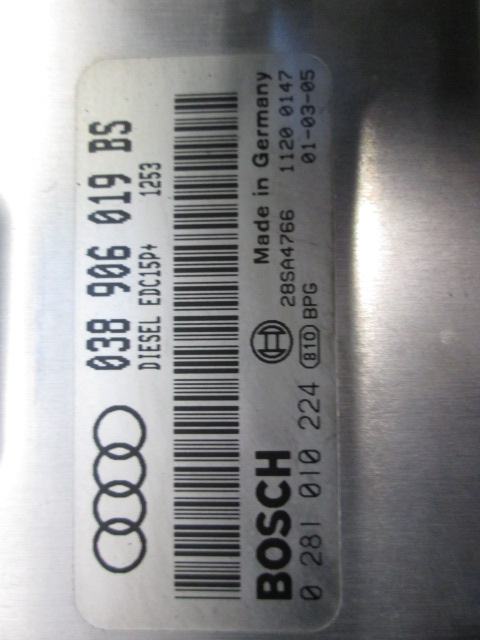 038 906 019 BS
DIESEL EDC15P+ 1253
BOSCH Made in Germany
28SA4766 1120 0147
0 281 010 224 810 BPG 01-03-05